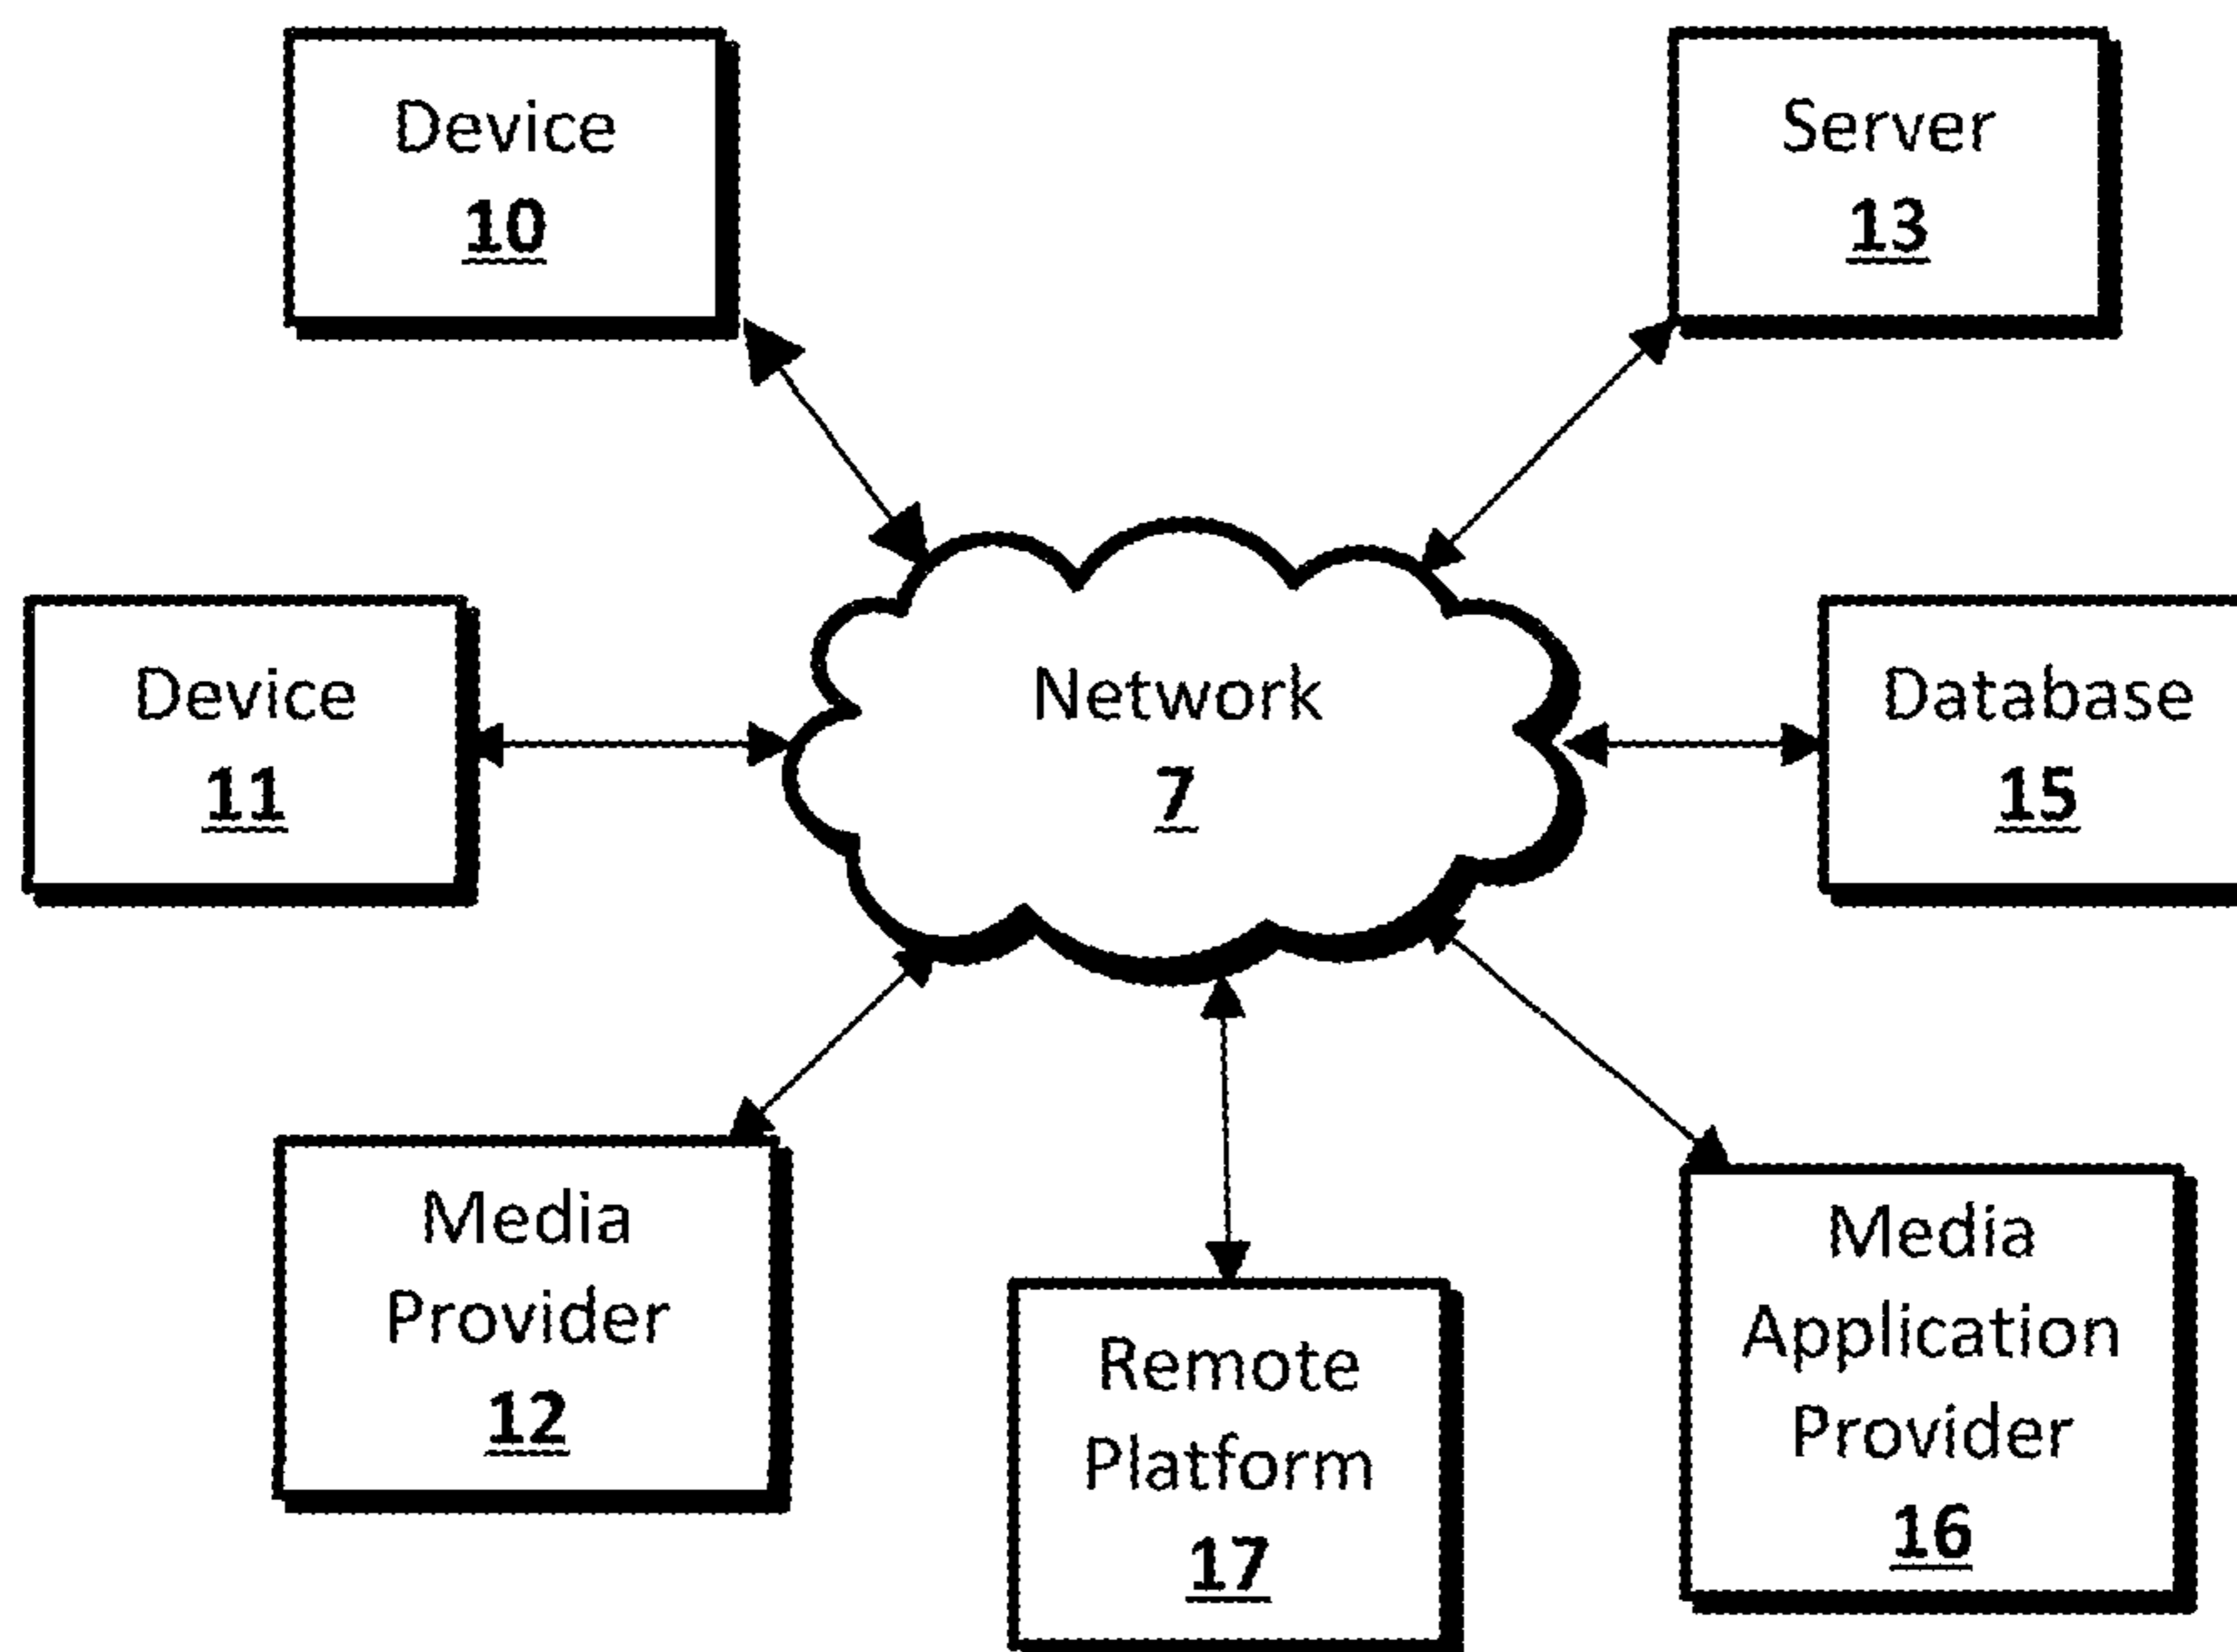 Device
10
Server
13
Device
11
Network
7
Database
15
Media
Provider
12
Remote
Platform
17
Media
Application
Provider
16